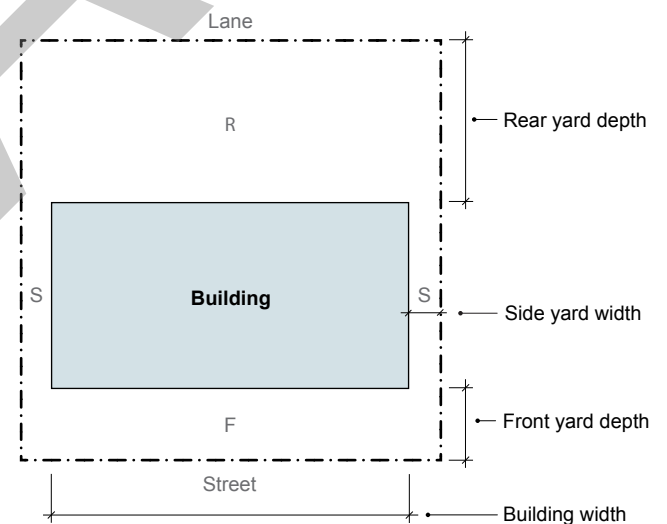 Lane
R
Rear yard depth
S
Building
S
Side yard width
F
Front yard depth
Street
Building width